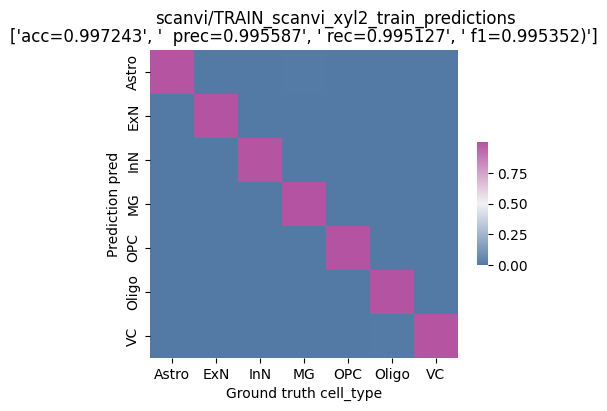 scanvi/TRAIN_scanvi_xyl2_train_predictions
['acc=0.997243', '  prec=0.995587', ' rec=0.995127', ' f1=0.995352)']
Prediction pred
Astro
ExN
InN
MG
OPC
Oligo
VC
0.75
0.50
0.25
0.00
Astro ExN InN MG OPC Oligo VC
Ground truth cell_type